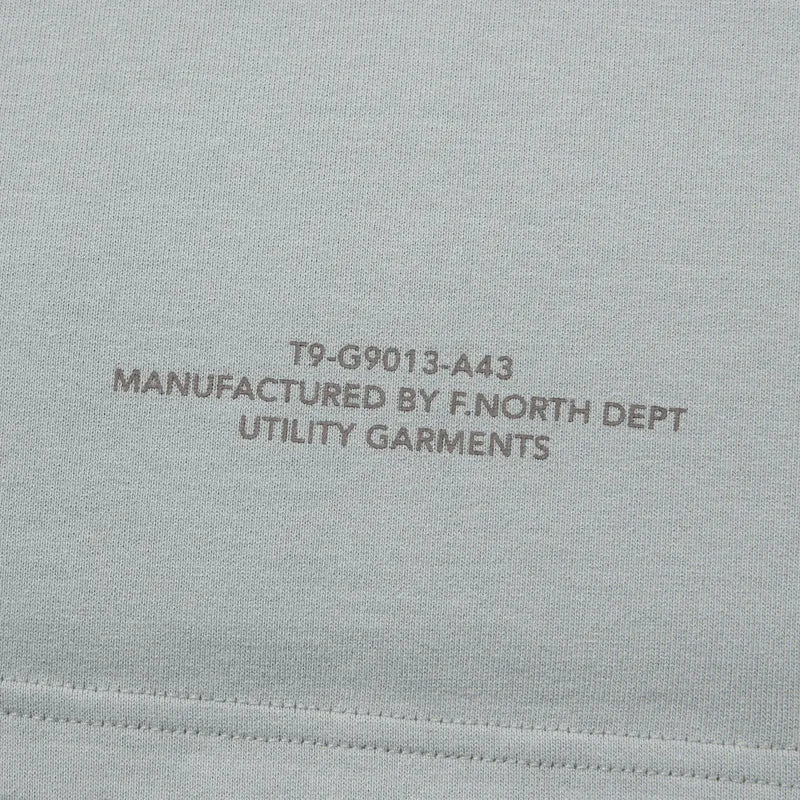 T9-G9013-A43
MANUFACTURED BY F.NORTH DEPT
UTILITY GARMENTS